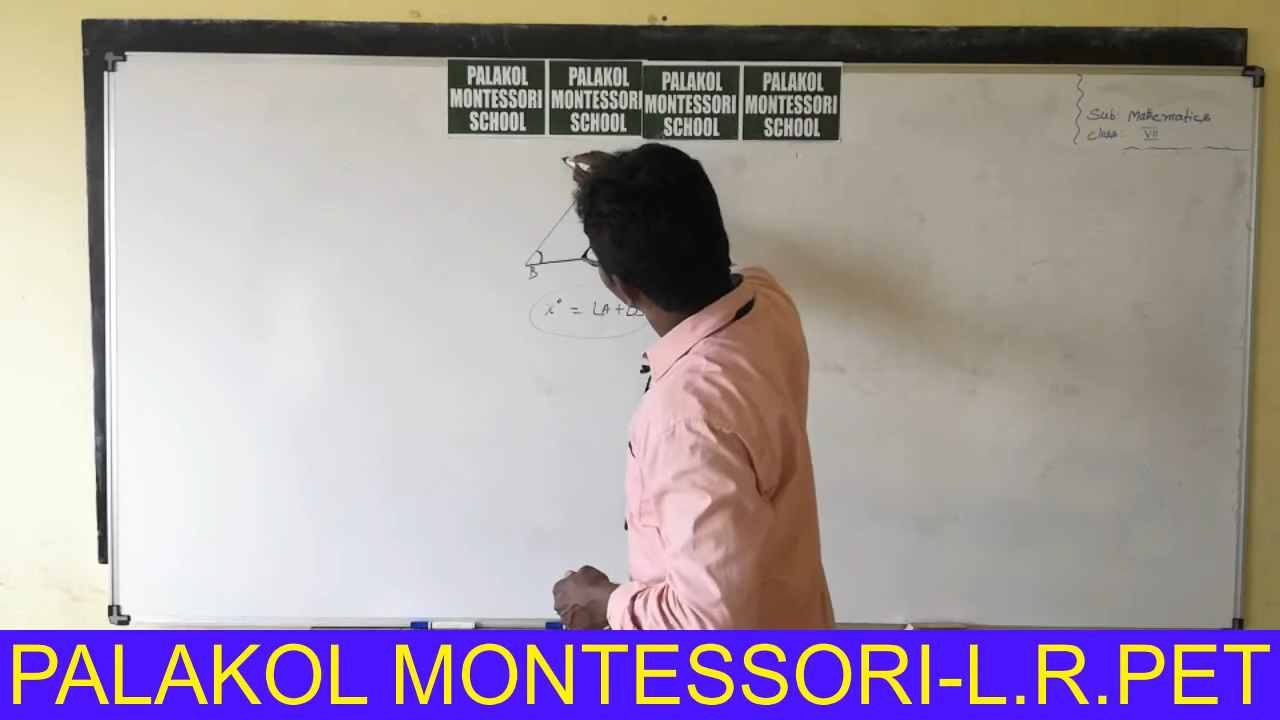 PALAKOL
MONTESSORI
SCHOOL
PALAKOL
MONTESSORI
SCHOOL
PALAKOL
MONTESSORI
SCHOOL
PALAKOL
MONTESSORI
SCHOOL
Sub: Mathematics
Class: VII
B
x° = ∠A+
PALAKOL MONTESSORI-L.R.PET